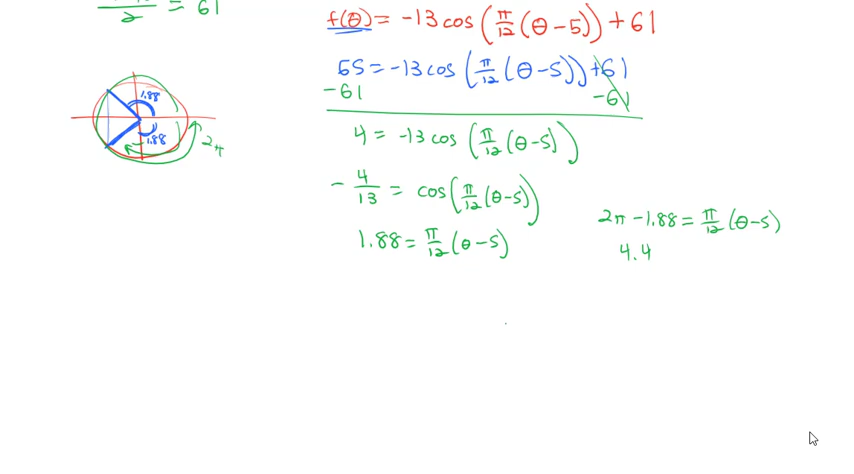 2 = 61
f(θ) = -13 cos(π/12 (θ - 5)) + 61
65 = -13 cos(π/12 (θ - 5)) + 61
-61 -61
4 = -13 cos(π/12 (θ - 5))
- 4/13 = cos(π/12 (θ - 5))
1.88 = π/12 (θ - 5)
2π - 1.88 = π/12 (θ - 5)
4.4
1.88
1.88
2π